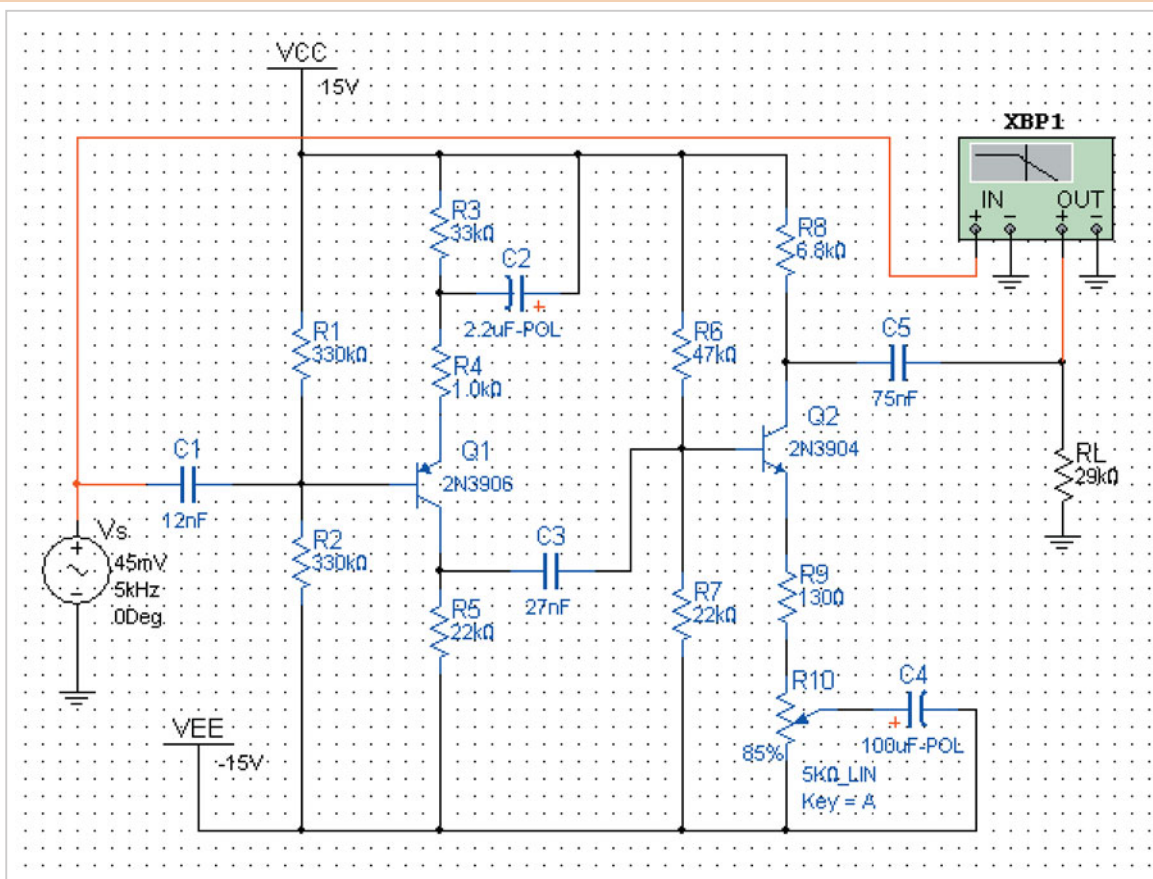 VCC
15V
XBP1
IN
OUT
+
-
+
-
R3
33kΩ
R8
6.8kΩ
C2
+
2.2uF-POL
R1
330kΩ
R6
47kΩ
C5
75nF
R4
1.0kΩ
Q2
2N3904
Q1
2N3906
C1
12nF
RL
29kΩ
Vs
+
-
45mV
5kHz
0Deg
R2
330kΩ
C3
27nF
R9
130Ω
R5
22kΩ
R7
22kΩ
R10
85%
C4
+
100uF-POL
5KΩ_LIN
Key = A
VEE
-15V